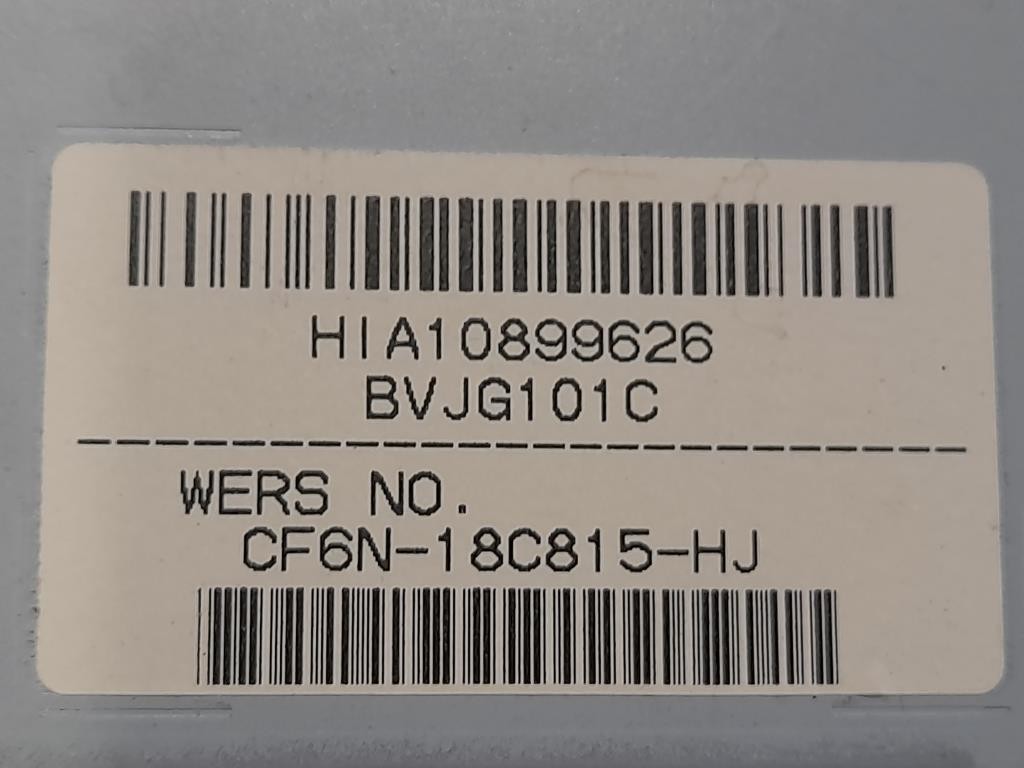 HIA10899626
BVJG101C
WERS NO.
CF6N-18C815-HJ